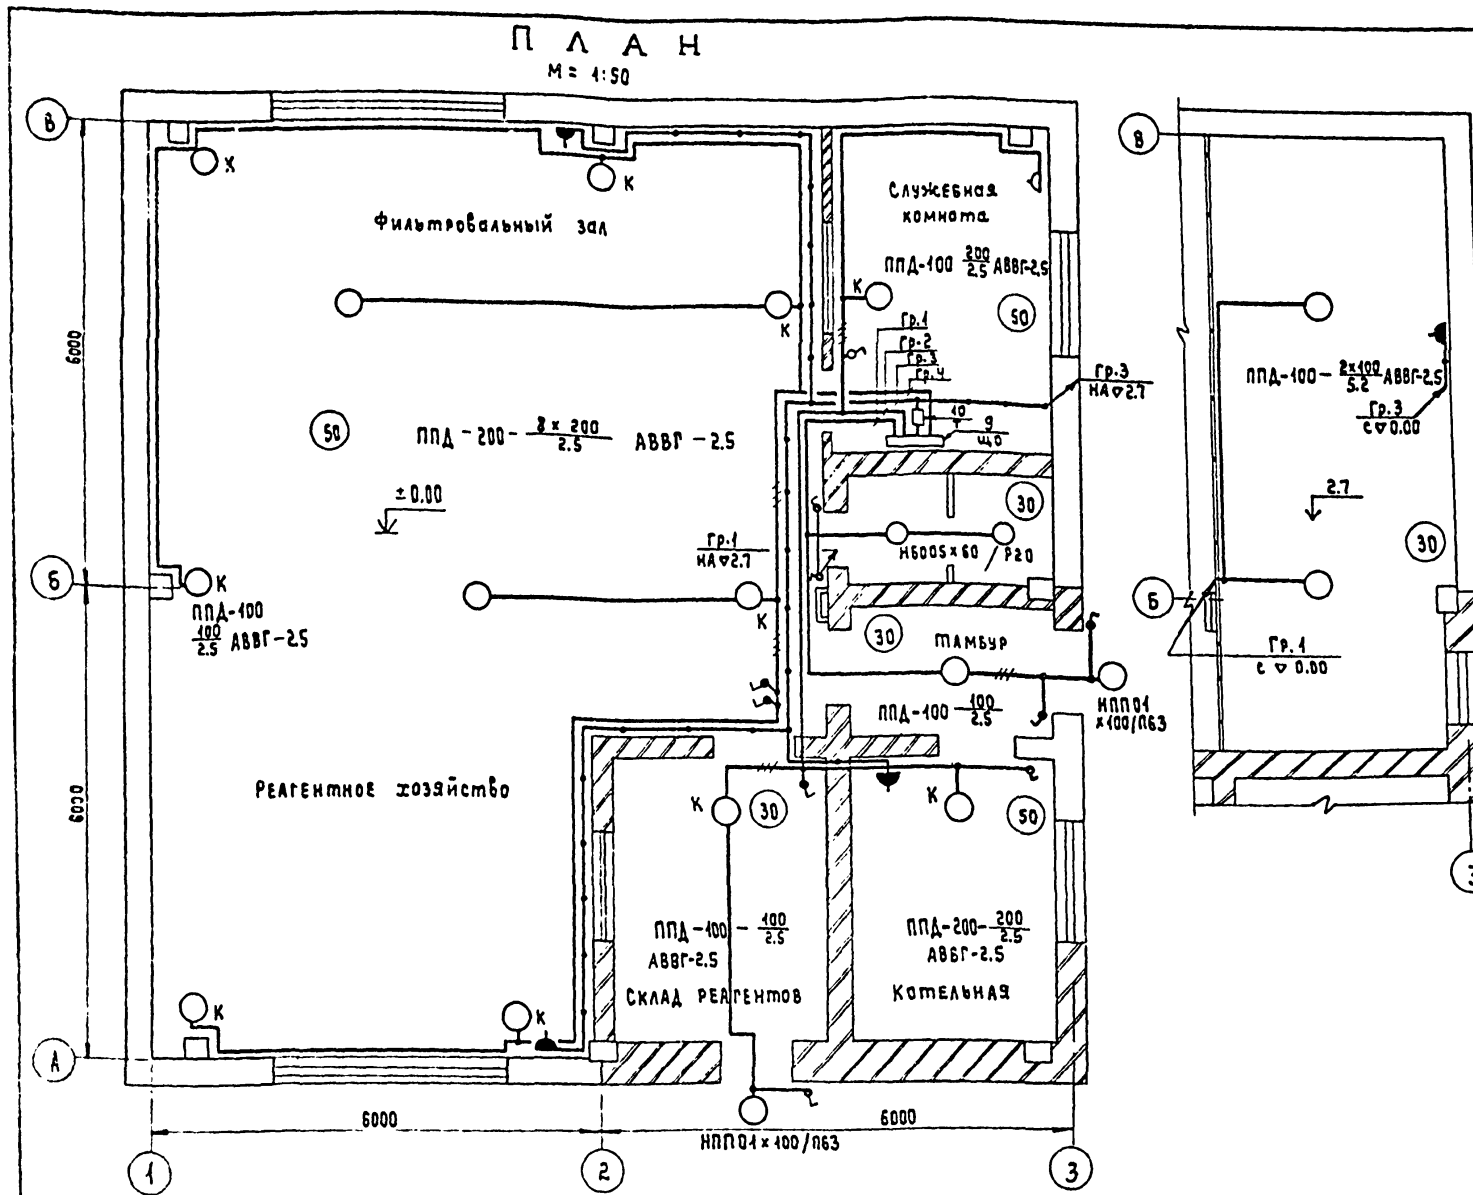 ПЛАН
М = 1:50
В
К
Фильтровальный зал
Служебная
комната
ППД-100 200/2.5 АВВГ-2.5
50
К
К
Гр.1
Гр.2
Гр.3
Гр.4
Гр.3
НА ▽2.7
10
9
ЩО
50
ППД-200- 8 × 200/2.5 АВВГ-2.5
± 0.00
30
Гр.1
НА ▽2.7
НБ005×60 / Р20
6000
Б
К
ППД-100
100/2.5 АВВГ-2.5
К
30
ТАМБУР
ППД-100 100/2.5
НПП01
×100/П63
Реагентное хозяйство
К
30
К
50
6000
ППД-100 - 100/2.5
АВВГ-2.5
Склад реагентов
ППД-200- 200/2.5
АВВГ-2.5
Котельная
К
К
А
6000
6000
НПП01×100/П63
1
2
3
В
ППД-100- 2×100/5.2 АВВГ-2.5
Гр.3
с ▽ 0.00
2.7
30
Б
Гр.1
с ▽ 0.00
3